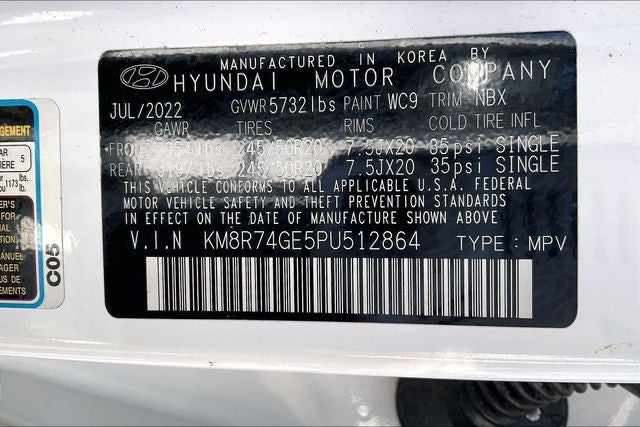 MANUFACTURED IN KOREA BY
HYUNDAI MOTOR COMPANY
JUL/2022 GVWR 5732lbs PAINT WC9 TRIM NBX
GAWR TIRES RIMS COLD TIRE INFL
245/50R20 7.5JX20 35psi SINGLE
REAR 3197lbs 245/50R20 7.5JX20 35psi SINGLE
THIS VEHICLE CONFORMS TO ALL APPLICABLE U.S.A. FEDERAL
MOTOR VEHICLE SAFETY AND THEFT PREVENTION STANDARDS
IN EFFECT ON THE DATE OF MANUFACTURE SHOWN ABOVE
V.I.N KM8R74GE5PU512864 TYPE : MPV
5
1173
C05